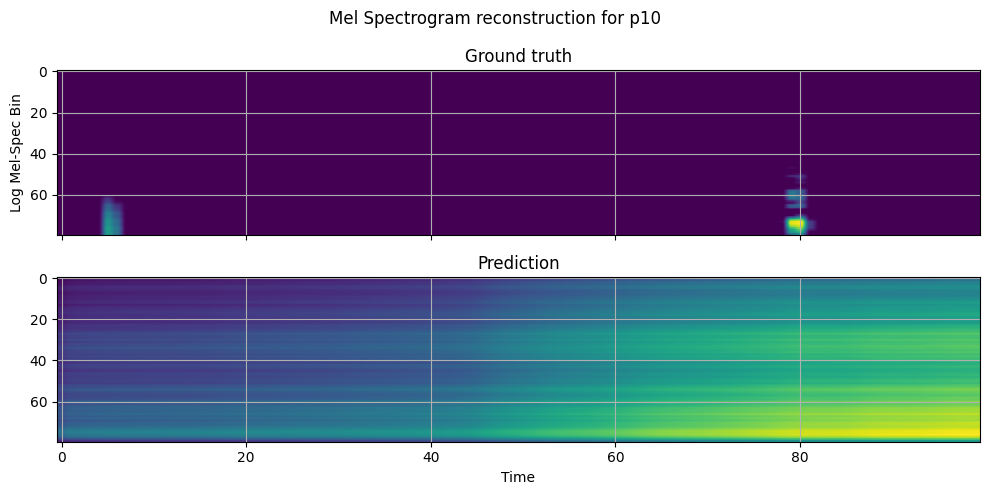 Mel Spectrogram reconstruction for p10
Ground truth
Log Mel-Spec Bin
0
20
40
60
Prediction
0
20
40
60
0 20 40 60 80
Time